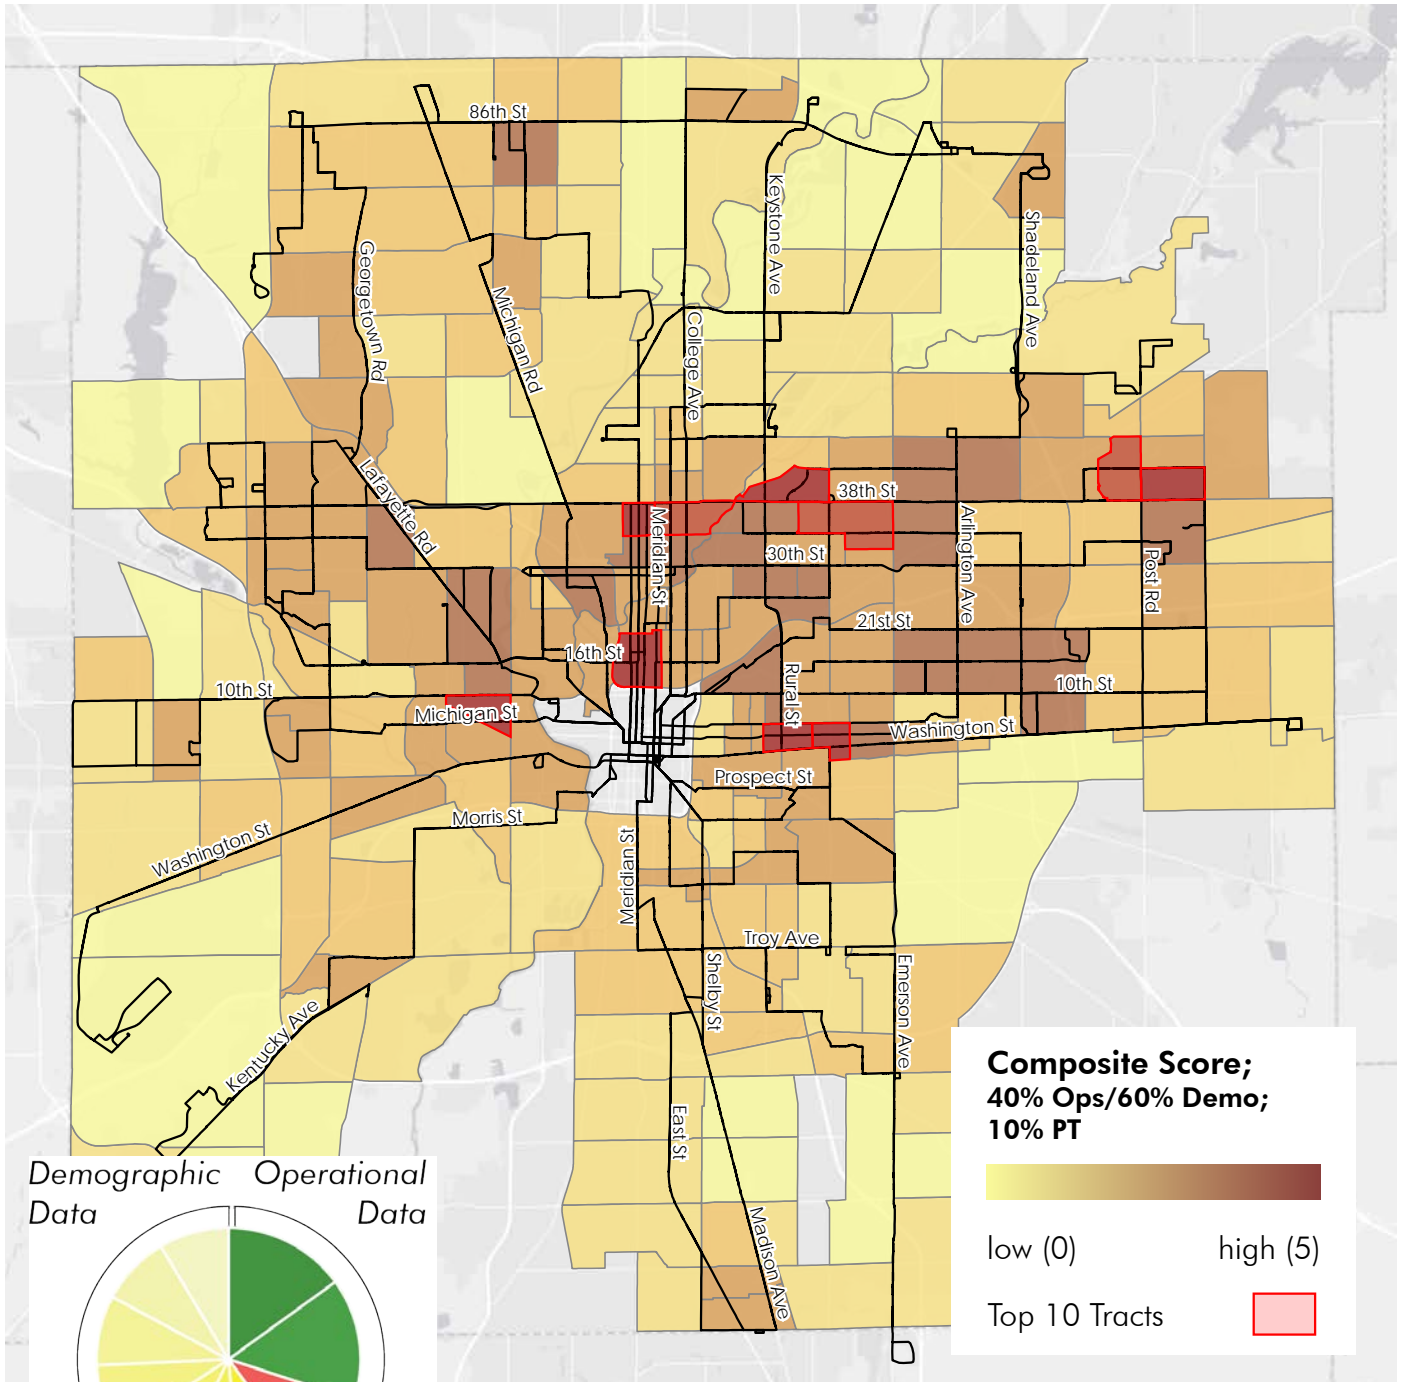 86th St
Keystone Ave
Shadeland Ave
Georgetown Rd
Michigan Rd
College Ave
Lafayette Rd
38th St
Meridian St
Arlington Ave
30th St
Post Rd
21st St
16th St
Rural St
10th St
10th St
Michigan St
Washington St
Prospect St
Morris St
Washington St
Meridian St
Troy Ave
Shelby St
Emerson Ave
Kentucky Ave
East St
Madison Ave
Composite Score;
40% Ops/60% Demo;
10% PT
low (0) high (5)
Top 10 Tracts
Demographic Operational
Data Data